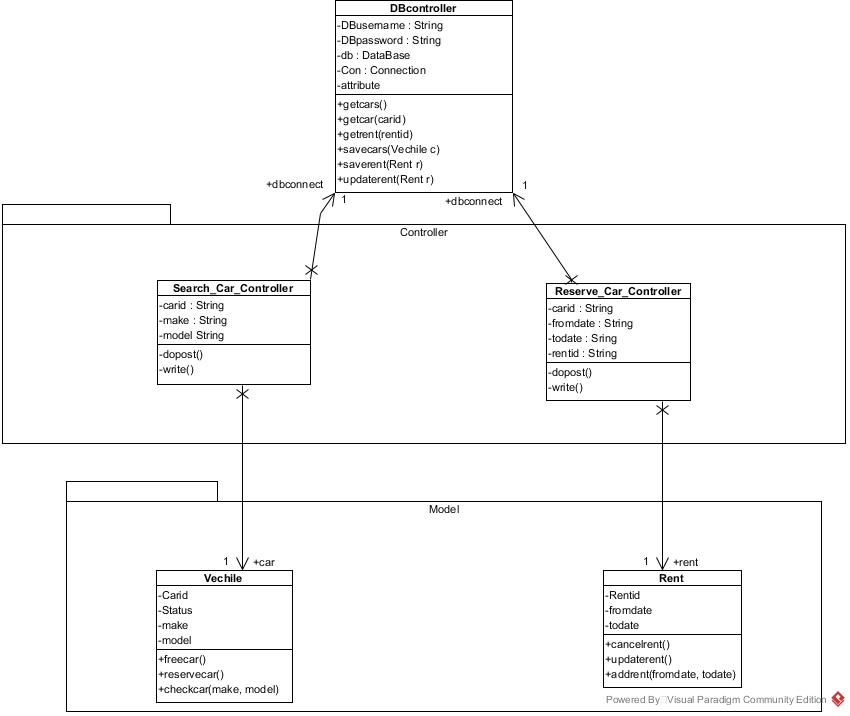 DBcontroller
-DBusername : String
-DBpassword : String
-db : DataBase
-Con : Connection
-attribute
+getcars()
+getcar(carid)
+getrent(rentid)
+savecars(Vechile c)
+saverent(Rent r)
+updaterent(Rent r)
+dbconnect
1
+dbconnect
1
Controller
Search_Car_Controller
-carid : String
-make : String
-model String
-dopost()
-write()
Reserve_Car_Controller
-carid : String
-fromdate : String
-todate : Sring
-rentid : String
-dopost()
-write()
Model
1
+car
Vechile
-Carid
-Status
-make
-model
+freecar()
+reservecar()
+checkcar(make, model)
1
+rent
Rent
-Rentid
-fromdate
-todate
+cancelrent()
+updaterent()
+addrent(fromdate, todate)
Powered By Visual Paradigm Community Edition